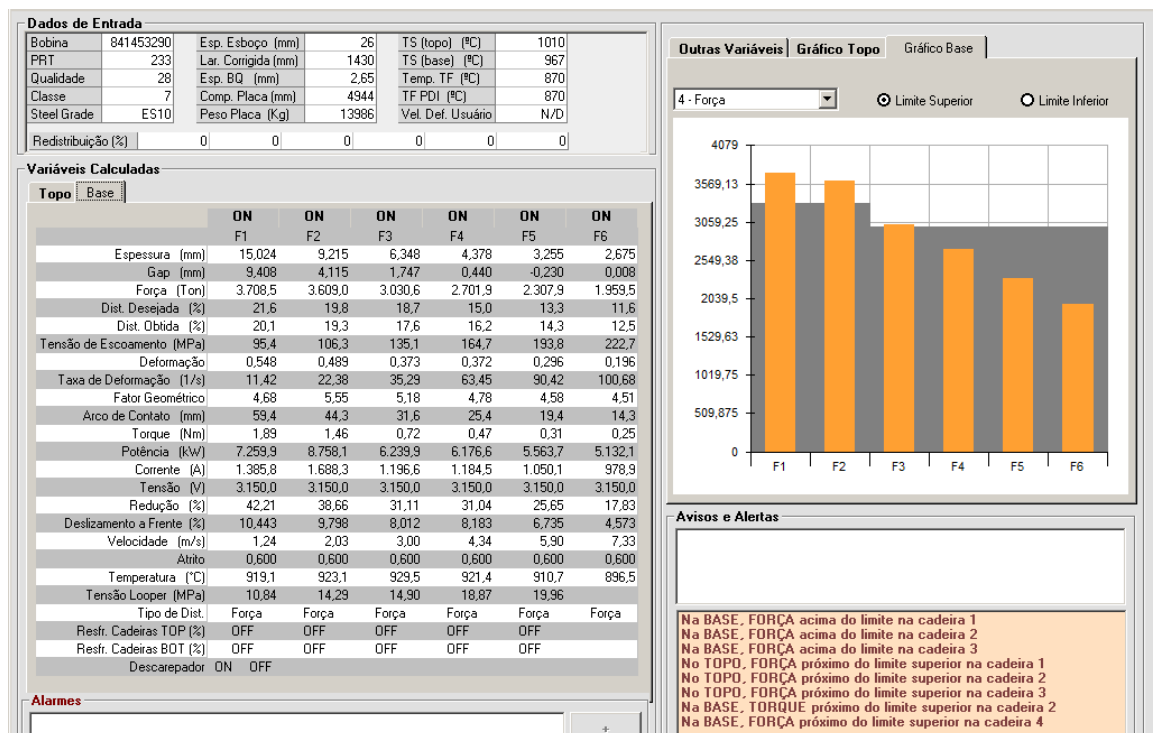 Dados de Entrada
Bobina 841453290 Esp. Esboço (mm) 26 TS (topo) (ºC) 1010
PRT 233 Lar. Corrigida (mm) 1430 TS (base) (ºC) 967
Qualidade 28 Esp. BQ (mm) 2,65 Temp. TF (ºC) 870
Classe 7 Comp. Placa (mm) 4944 TF PDI (ºC) 870
Steel Grade ES10 Peso Placa (Kg) 13986 Vel. Def. Usuário N/D
Redistribuição (%) 0 0 0 0 0 0
Variáveis Calculadas
Topo Base
ON ON ON ON ON ON
F1 F2 F3 F4 F5 F6
Espessura (mm) 15,024 9,215 6,348 4,378 3,255 2,675
Gap (mm) 9,408 4,115 1,747 0,440 -0,230 0,008
Força (Ton) 3.708,5 3.609,0 3.030,6 2.701,9 2.307,9 1.959,5
Dist. Desejada (%) 21,6 19,8 18,7 15,0 13,3 11,6
Dist. Obtida (%) 20,1 19,3 17,6 16,2 14,3 12,5
Tensão de Escoamento (MPa) 95,4 106,3 135,1 164,7 193,8 222,7
Deformação 0,548 0,489 0,373 0,372 0,296 0,196
Taxa de Deformação (1/s) 11,42 22,38 35,29 63,45 90,42 100,68
Fator Geométrico 4,68 5,55 5,18 4,78 4,58 4,51
Arco de Contato (mm) 59,4 44,3 31,6 25,4 19,4 14,3
Torque (Nm) 1,89 1,46 0,72 0,47 0,31 0,25
Potência (kW) 7.259,9 8.758,1 6.239,9 6.176,6 5.563,7 5.132,1
Corrente (A) 1.385,8 1.688,3 1.196,6 1.184,5 1.050,1 978,9
Tensão (V) 3.150,0 3.150,0 3.150,0 3.150,0 3.150,0 3.150,0
Redução (%) 42,21 38,66 31,11 31,04 25,65 17,83
Deslizamento a Frente (%) 10,443 9,798 8,012 8,183 6,735 4,573
Velocidade (m/s) 1,24 2,03 3,00 4,34 5,90 7,33
Atrito 0,600 0,600 0,600 0,600 0,600 0,600
Temperatura (°C) 919,1 923,1 929,5 921,4 910,7 896,5
Tensão Looper (MPa) 10,84 14,29 14,90 18,87 19,96
Tipo de Dist. Força Força Força Força Força Força
Resfr. Cadeiras TOP (%) OFF OFF OFF OFF OFF
Resfr. Cadeiras BOT (%) OFF OFF OFF OFF OFF
Descarepador ON OFF
Alarmes
+
Outras Variáveis Gráfico Topo Gráfico Base
4 - Força Limite Superior Limite Inferior
4079
3569,13
3059,25
2549,38
2039,5
1529,63
1019,75
509,875
0
F1 F2 F3 F4 F5 F6
Avisos e Alertas
Na BASE, FORÇA acima do limite na cadeira 1
Na BASE, FORÇA acima do limite na cadeira 2
Na BASE, FORÇA acima do limite na cadeira 3
No TOPO, FORÇA próximo do limite superior na cadeira 1
No TOPO, FORÇA próximo do limite superior na cadeira 2
No TOPO, FORÇA próximo do limite superior na cadeira 3
Na BASE, TORQUE próximo do limite superior na cadeira 2
Na BASE, FORÇA próximo do limite superior na cadeira 4